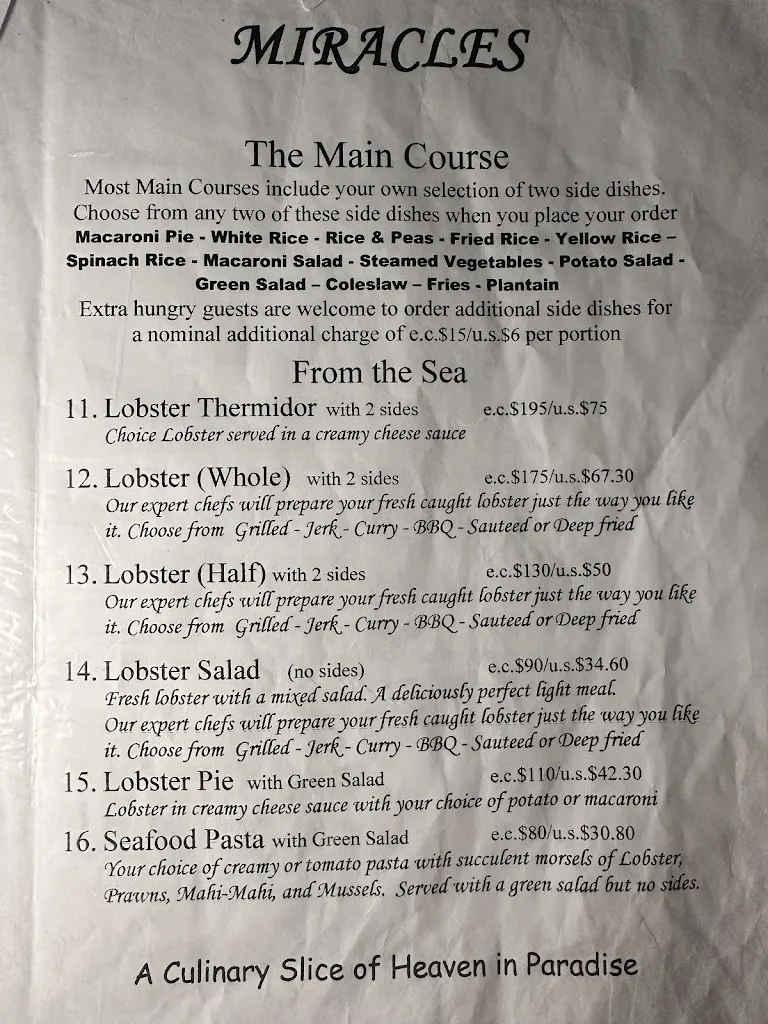 MIRACLES
The Main Course
Most Main Courses include your own selection of two side dishes.
Choose from any two of these side dishes when you place your order
Macaroni Pie - White Rice - Rice & Peas - Fried Rice - Yellow Rice –
Spinach Rice - Macaroni Salad - Steamed Vegetables - Potato Salad -
Green Salad – Coleslaw – Fries - Plantain
Extra hungry guests are welcome to order additional side dishes for
a nominal additional charge of e.c.$15/u.s.$6 per portion
From the Sea
11. Lobster Thermidor with 2 sides e.c.$195/u.s.$75
Choice Lobster served in a creamy cheese sauce
12. Lobster (Whole) with 2 sides e.c.$175/u.s.$67.30
Our expert chefs will prepare your fresh caught lobster just the way you like
it. Choose from Grilled - Jerk - Curry - BBQ - Sauteed or Deep fried
13. Lobster (Half) with 2 sides e.c.$130/u.s.$50
Our expert chefs will prepare your fresh caught lobster just the way you like
it. Choose from Grilled - Jerk - Curry - BBQ - Sauteed or Deep fried
14. Lobster Salad (no sides) e.c.$90/u.s.$34.60
Fresh lobster with a mixed salad. A deliciously perfect light meal.
Our expert chefs will prepare your fresh caught lobster just the way you like
it. Choose from Grilled - Jerk - Curry - BBQ - Sauteed or Deep fried
15. Lobster Pie with Green Salad e.c.$110/u.s.$42.30
Lobster in creamy cheese sauce with your choice of potato or macaroni
16. Seafood Pasta with Green Salad e.c.$80/u.s.$30.80
Your choice of creamy or tomato pasta with succulent morsels of Lobster,
Prawns, Mahi-Mahi, and Mussels. Served with a green salad but no sides.
A Culinary Slice of Heaven in Paradise